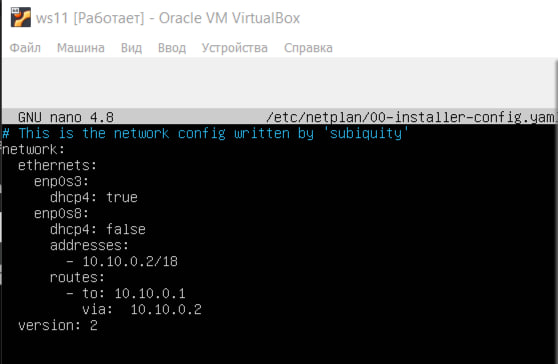 ws11 [Работает] - Oracle VM VirtualBox
Файл Машина Вид Ввод Устройства Справка
GNU nano 4.8 /etc/netplan/00-installer-config.yam
# This is the network config written by 'subiquity'
network:
  ethernets:
    enp0s3:
      dhcp4: true
    enp0s8:
      dhcp4: false
      addresses:
        - 10.10.0.2/18
      routes:
        - to: 10.10.0.1
          via:  10.10.0.2
  version: 2